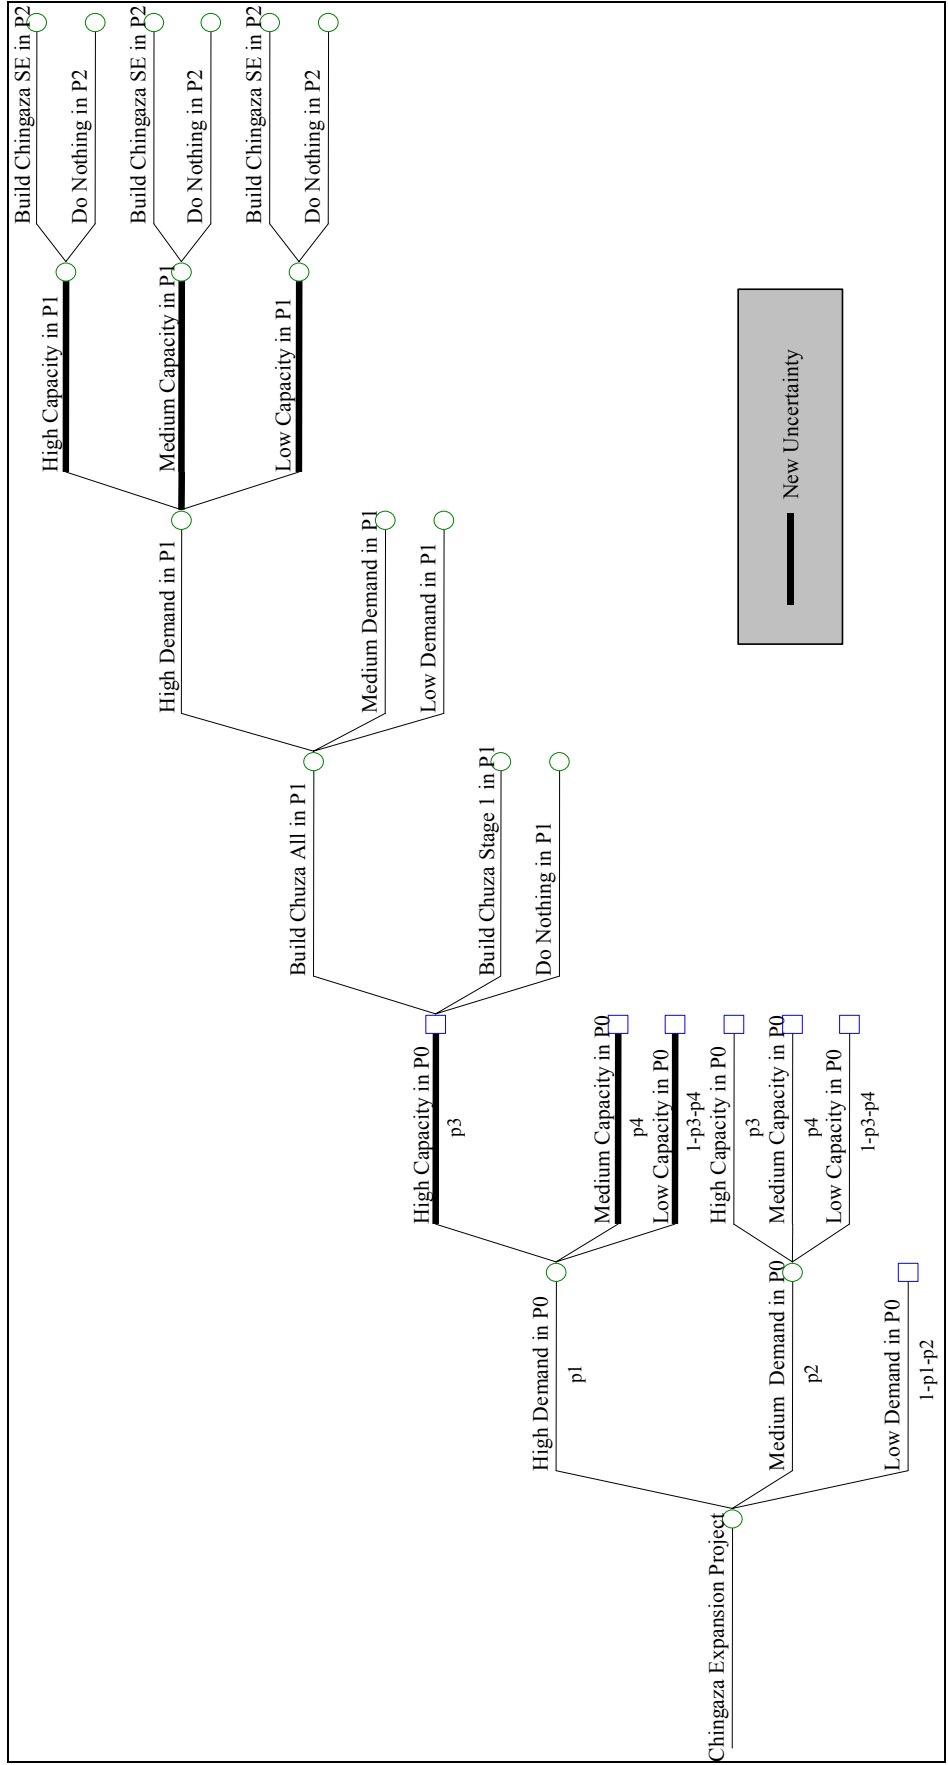 Chingaza Expansion Project
High Demand in P0
p1
High Capacity in P0
p3
Build Chuza All in P1
High Demand in P1
High Capacity in P1
Build Chingaza SE in P2
Do Nothing in P2
Medium Capacity in P1
Build Chingaza SE in P2
Do Nothing in P2
Low Capacity in P1
Build Chingaza SE in P2
Do Nothing in P2
Medium Demand in P1
Low Demand in P1
Build Chuza Stage 1 in P1
Do Nothing in P1
Medium Capacity in P0
p4
Low Capacity in P0
1-p3-p4
Medium Demand in P0
p2
High Capacity in P0
p3
Medium Capacity in P0
p4
Low Capacity in P0
1-p3-p4
Low Demand in P0
1-p1-p2
New Uncertainty